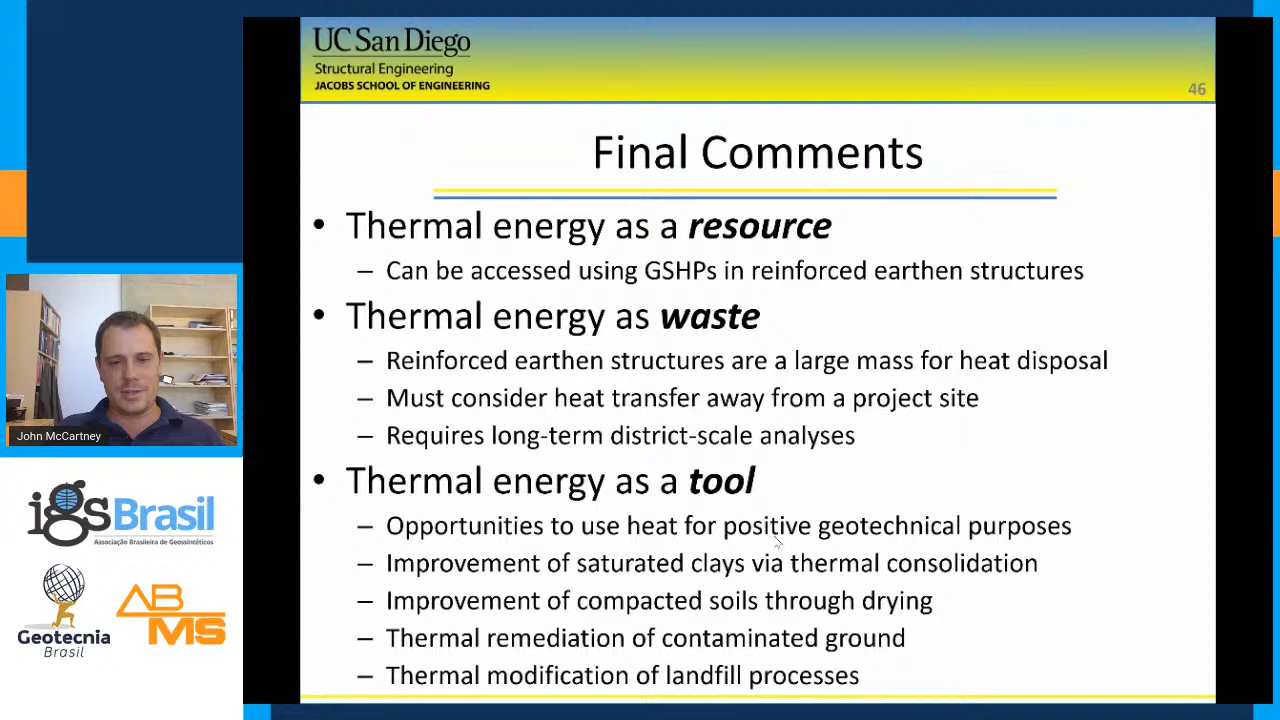 UC San Diego
Structural Engineering
JACOBS SCHOOL OF ENGINEERING
46
Final Comments
• Thermal energy as a resource
– Can be accessed using GSHPs in reinforced earthen structures
• Thermal energy as waste
– Reinforced earthen structures are a large mass for heat disposal
– Must consider heat transfer away from a project site
– Requires long-term district-scale analyses
• Thermal energy as a tool
– Opportunities to use heat for positive geotechnical purposes
– Improvement of saturated clays via thermal consolidation
– Improvement of compacted soils through drying
– Thermal remediation of contaminated ground
– Thermal modification of landfill processes
John McCartney
igsBrasil
Associação Brasileira de Geossintéticos
Geotecnia
Brasil
AB
MS